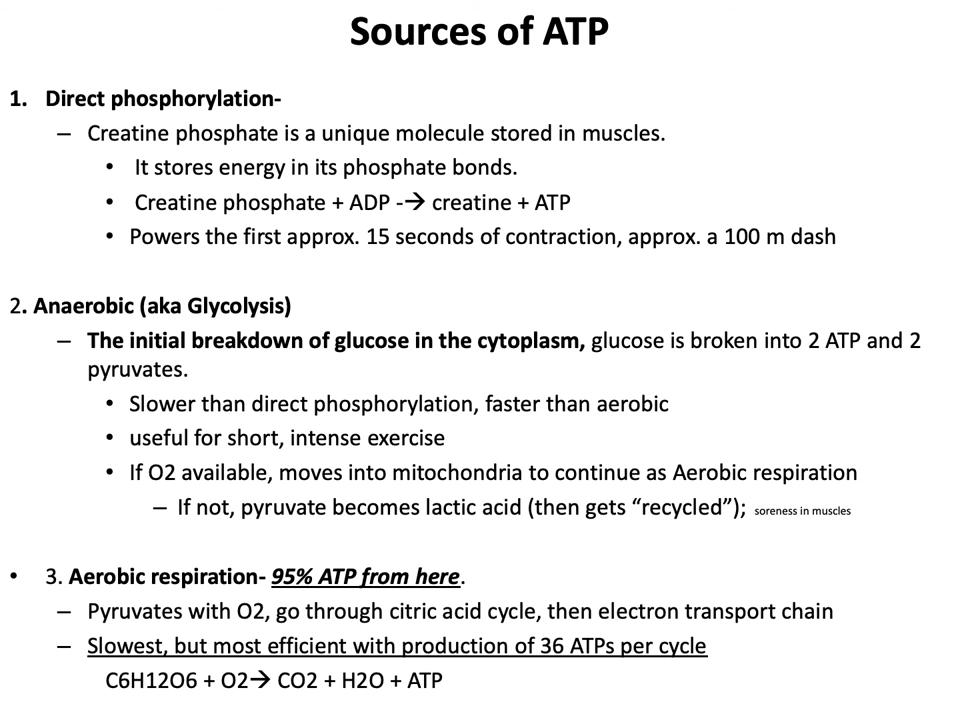 Sources of ATP
1. Direct phosphorylation-
– Creatine phosphate is a unique molecule stored in muscles.
• It stores energy in its phosphate bonds.
• Creatine phosphate + ADP -→ creatine + ATP
• Powers the first approx. 15 seconds of contraction, approx. a 100 m dash
2. Anaerobic (aka Glycolysis)
– The initial breakdown of glucose in the cytoplasm, glucose is broken into 2 ATP and 2
pyruvates.
• Slower than direct phosphorylation, faster than aerobic
• useful for short, intense exercise
• If O2 available, moves into mitochondria to continue as Aerobic respiration
– If not, pyruvate becomes lactic acid (then gets “recycled”); soreness in muscles
• 3. Aerobic respiration- 95% ATP from here.
– Pyruvates with O2, go through citric acid cycle, then electron transport chain
– Slowest, but most efficient with production of 36 ATPs per cycle
C6H12O6 + O2→ CO2 + H2O + ATP